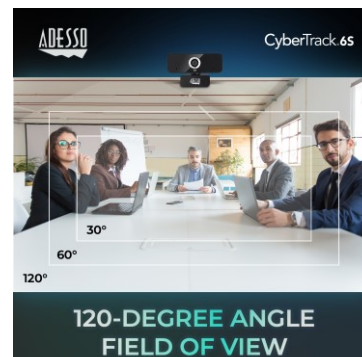 ADESSO
CyberTrack.6S
30°
60°
120°
120-DEGREE ANGLE
FIELD OF VIEW